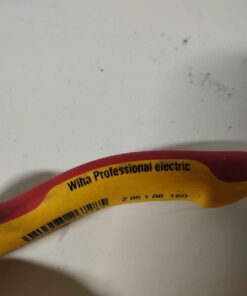 Wiha Professional electric
Z 05 1 06 160